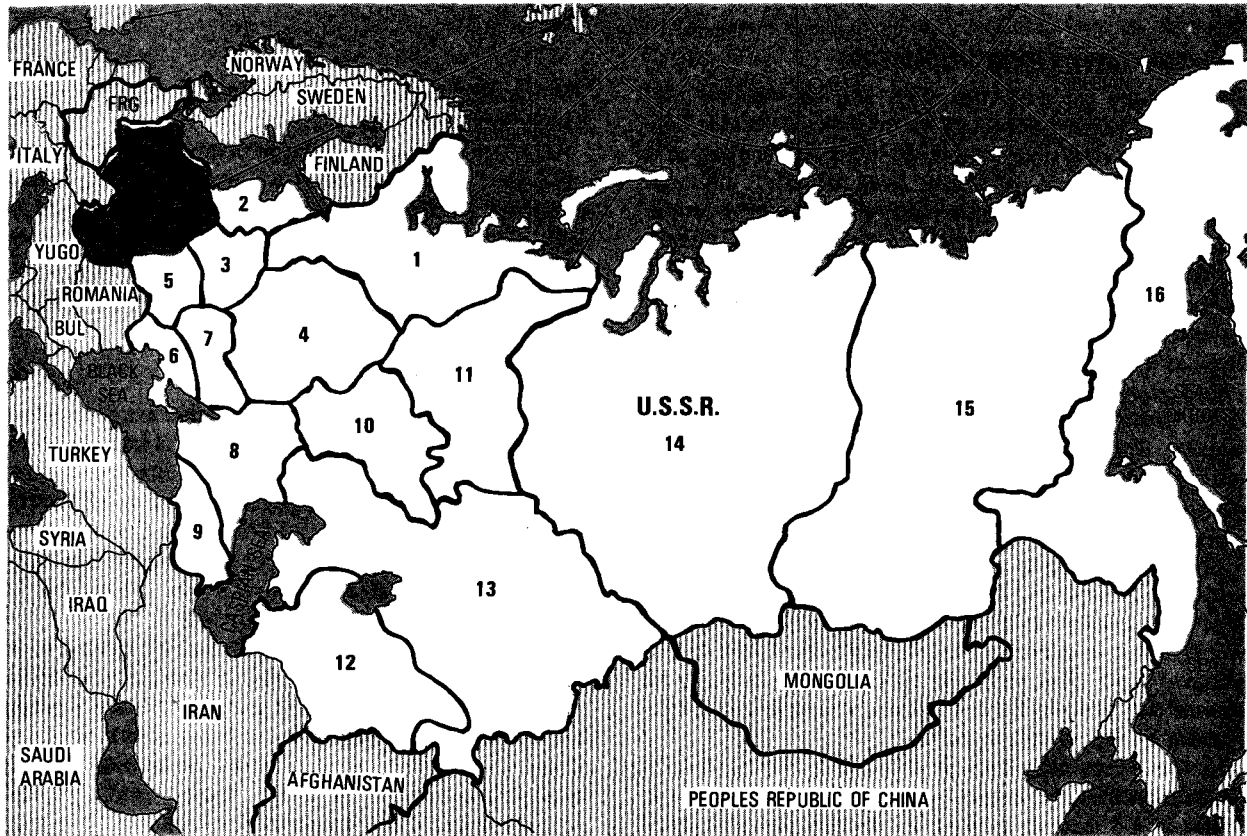 FRANCE
NORWAY
FRG
SWEDEN
ITALY
FINLAND
2
YUGO
5
3
1
ROMANIA
16
BUL
6
7
4
BLACK
SEA
11
U.S.S.R.
14
15
10
TURKEY
8
SYRIA
9
IRAQ
13
12
MONGOLIA
IRAN
SAUDI
ARABIA
AFGHANISTAN
PEOPLES REPUBLIC OF CHINA